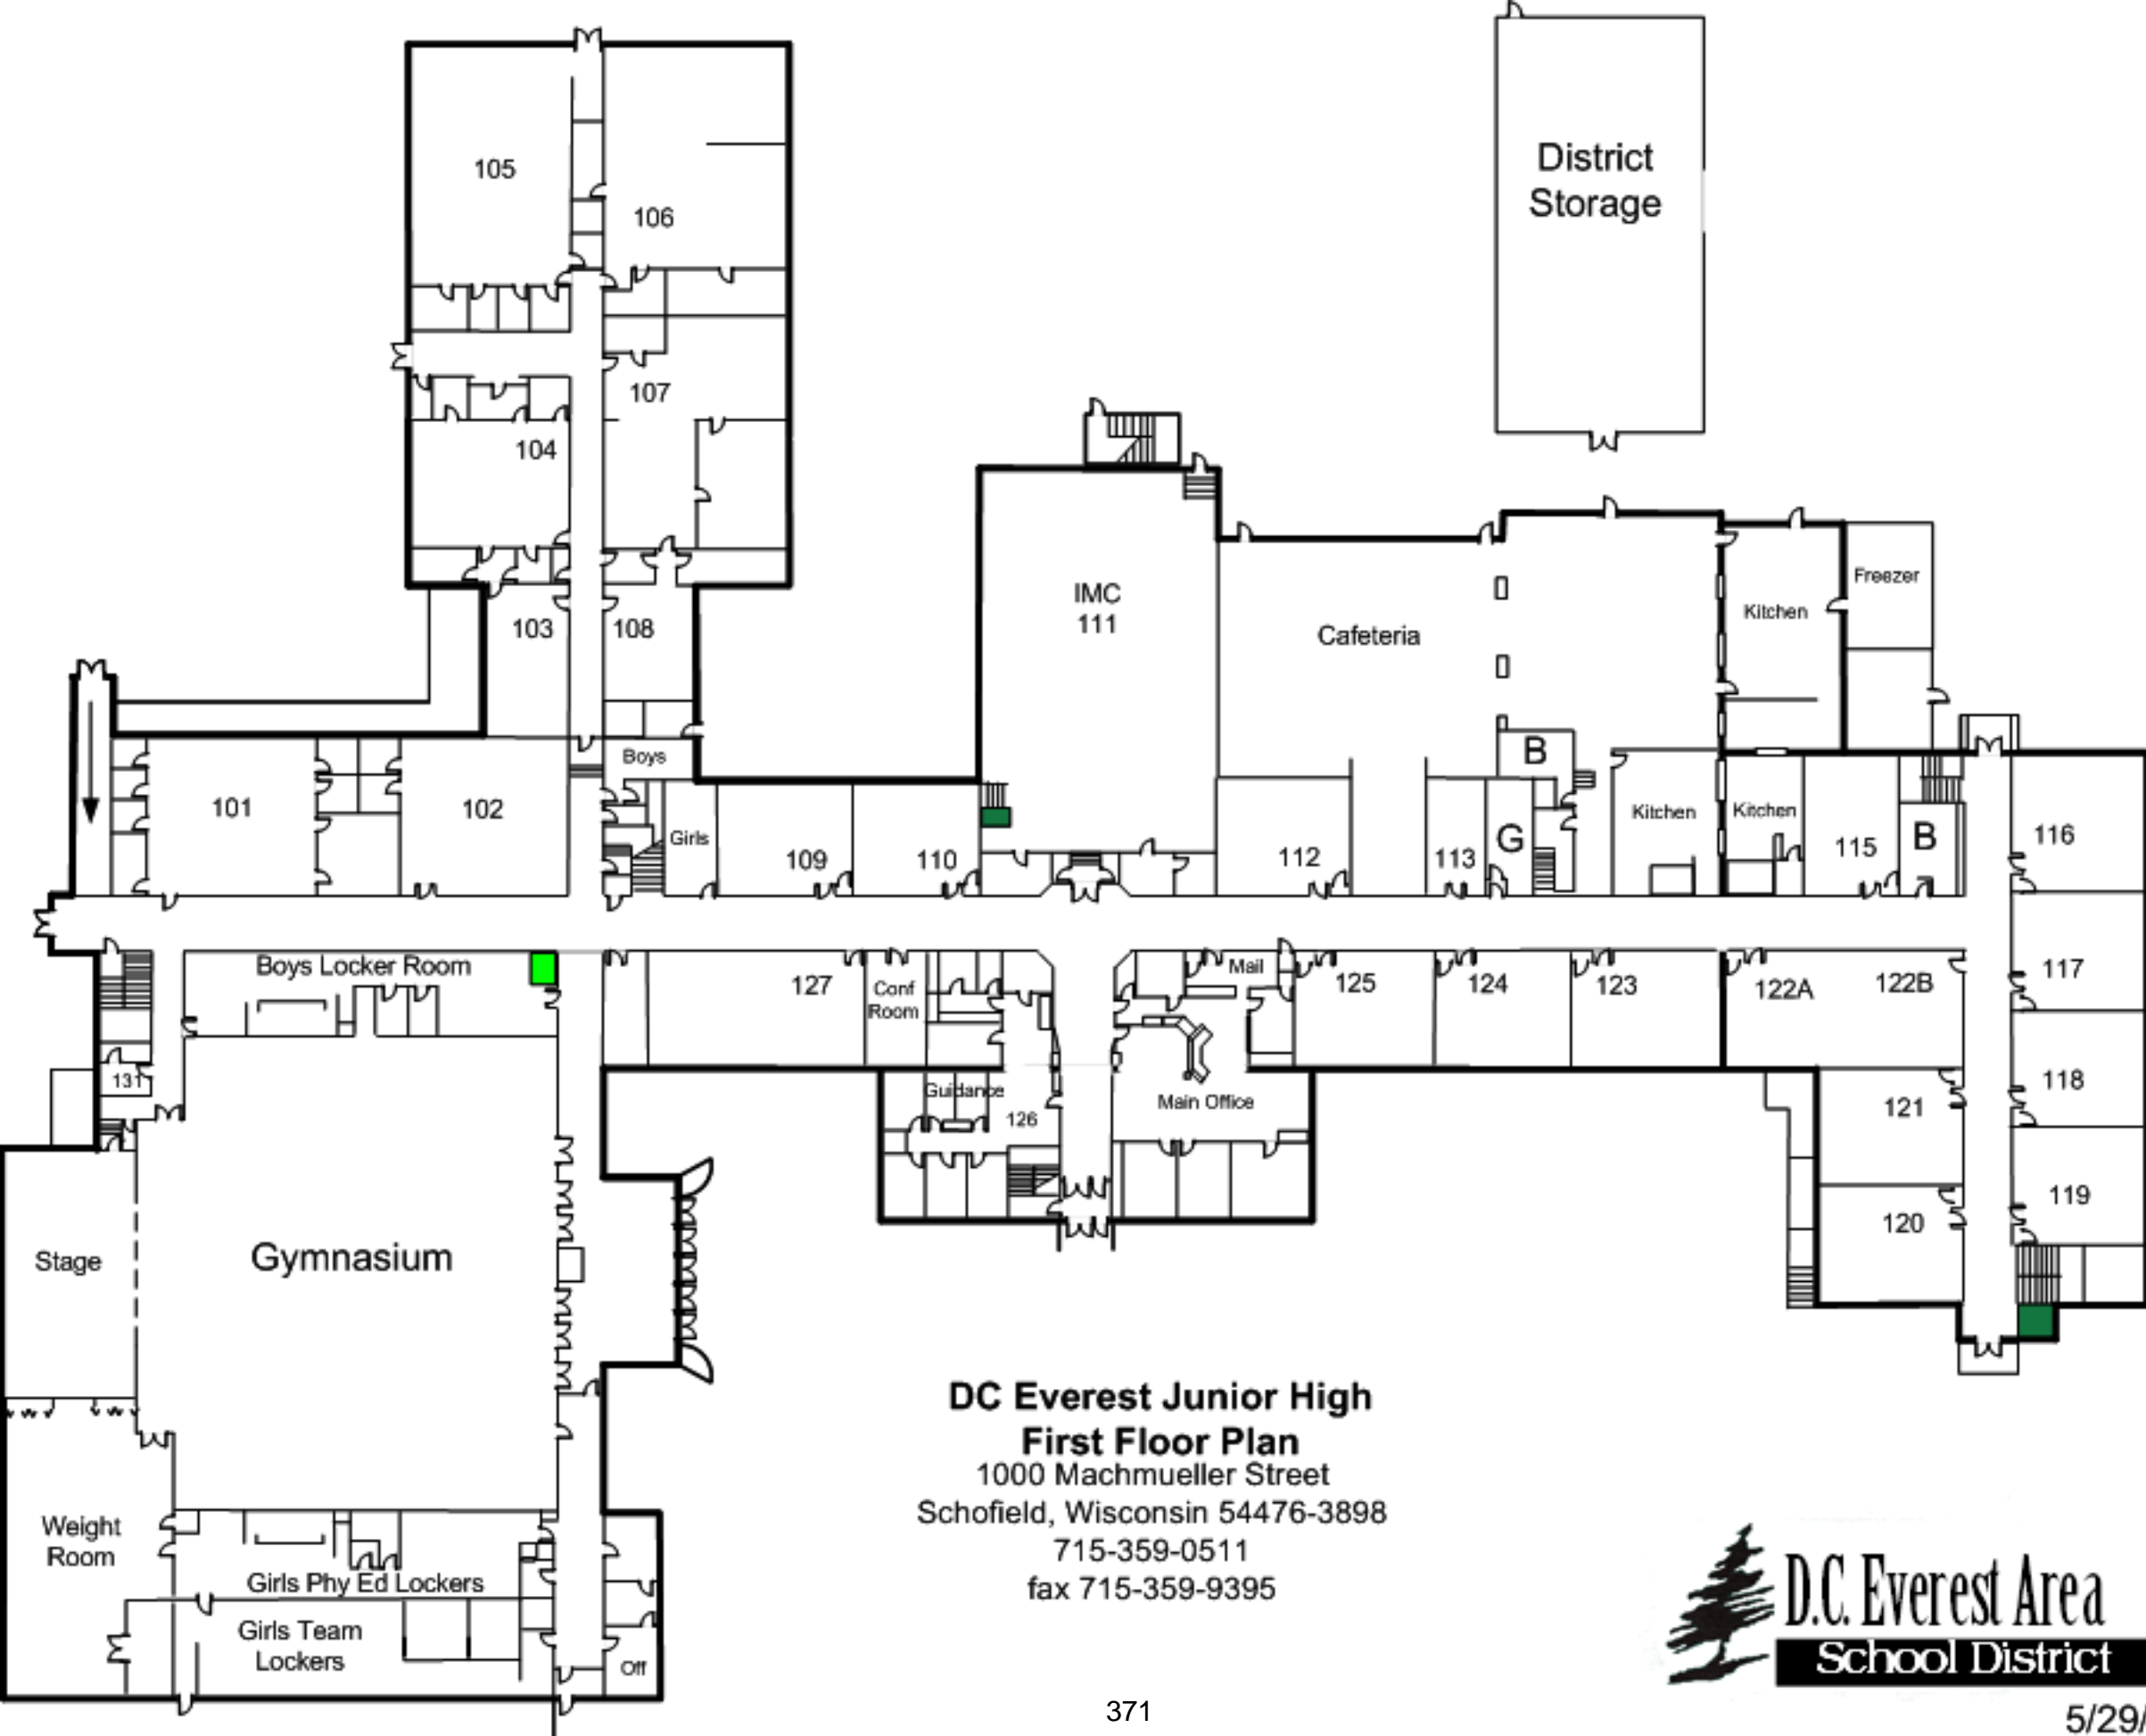 District
Storage
105
106
107
104
103
108
IMC
111
Cafeteria
Freezer
Kitchen
Boys
B
101
102
Girls
109
110
112
113
G
Kitchen
Kitchen
115
B
116
Boys Locker Room
127
Conf
Room
Mail
125
124
123
122A
122B
117
131
Guidance
126
Main Office
118
121
119
120
Stage
Gymnasium
DC Everest Junior High
First Floor Plan
1000 Machmueller Street
Schofield, Wisconsin 54476-3898
715-359-0511
fax 715-359-9395
Weight
Room
Girls Phy Ed Lockers
Girls Team
Lockers
Off
D.C. Everest Area
School District
371
5/29/